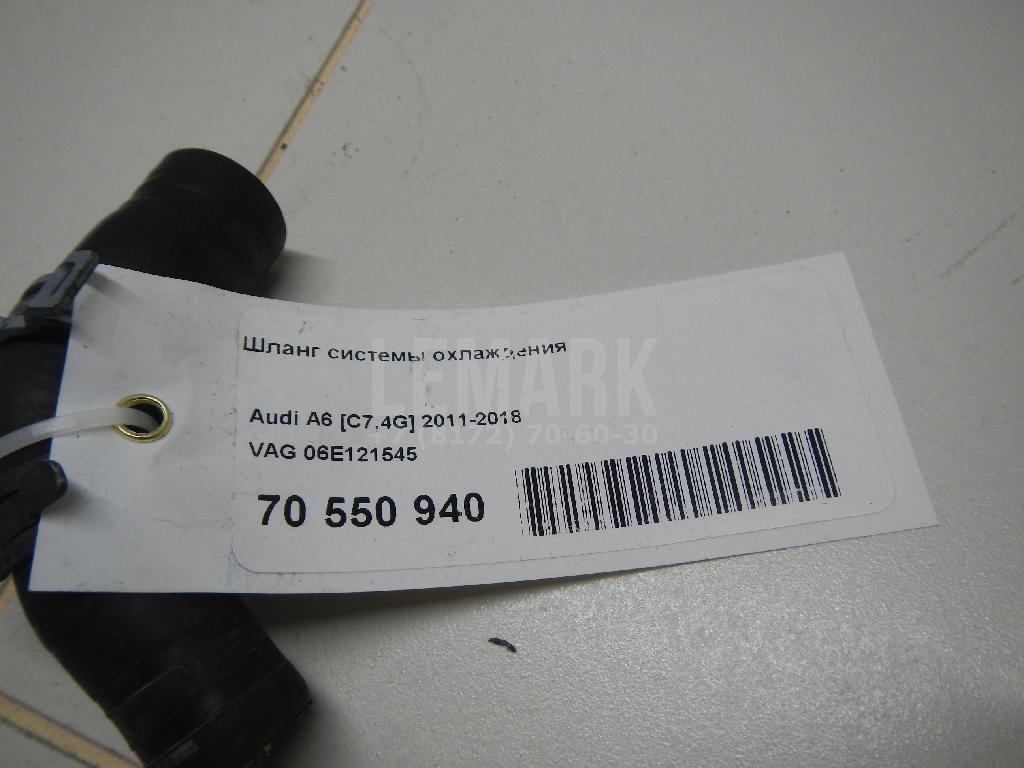 Шланг системы охлаждения
LEMARK
Audi A6 [C7,4G] 2011-2018
+7 (8172) 70-60-30
VAG 06E121545
70 550 940